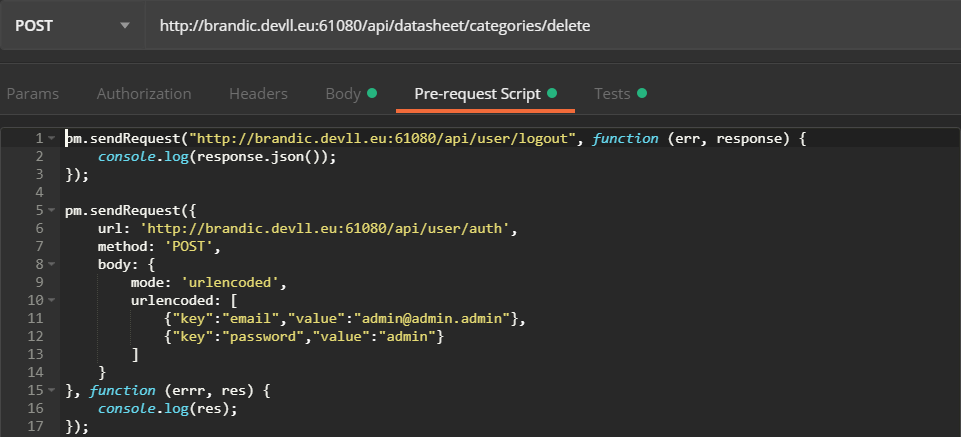 POST http://brandic.devll.eu:61080/api/datasheet/categories/delete
Params Authorization Headers Body Pre-request Script Tests
1 pm.sendRequest("http://brandic.devll.eu:61080/api/user/logout", function (err, response) {
2     console.log(response.json());
3 });
4
5 pm.sendRequest({
6     url: 'http://brandic.devll.eu:61080/api/user/auth',
7     method: 'POST',
8     body: {
9         mode: 'urlencoded',
10         urlencoded: [
11             {"key":"email","value":"admin@admin.admin"},
12             {"key":"password","value":"admin"}
13         ]
14     }
15 }, function (errr, res) {
16     console.log(res);
17 });